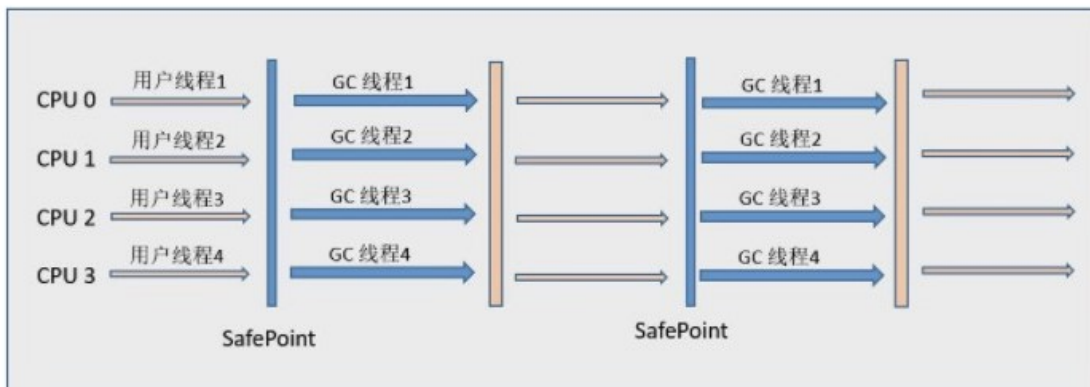 CPU 0 用户线程1 GC 线程1 GC 线程1
CPU 1 用户线程2 GC 线程2 GC 线程2
CPU 2 用户线程3 GC 线程3 GC 线程3
CPU 3 用户线程4 GC 线程4 GC 线程4
SafePoint SafePoint